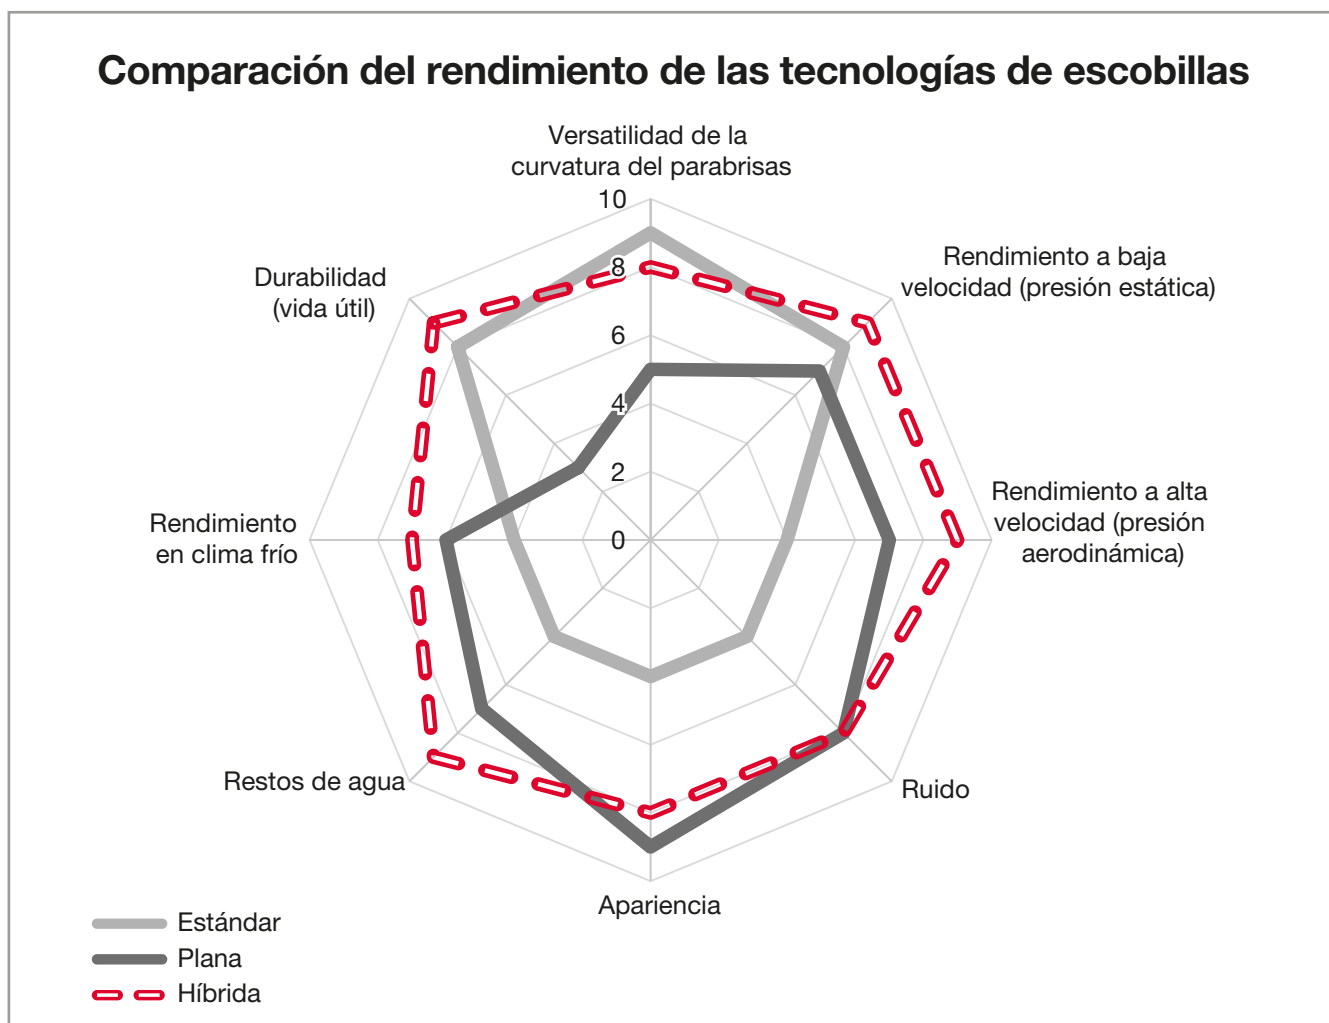 Comparación del rendimiento de las tecnologías de escobillas
Versatilidad de la
curvatura del parabrisas
10
8
6
4
2
0
Rendimiento a baja
velocidad (presión estática)
Rendimiento a alta
velocidad (presión
aerodinámica)
Ruido
Apariencia
Restos de agua
Rendimiento
en clima frío
Durabilidad
(vida útil)
Estándar
Plana
Híbrida